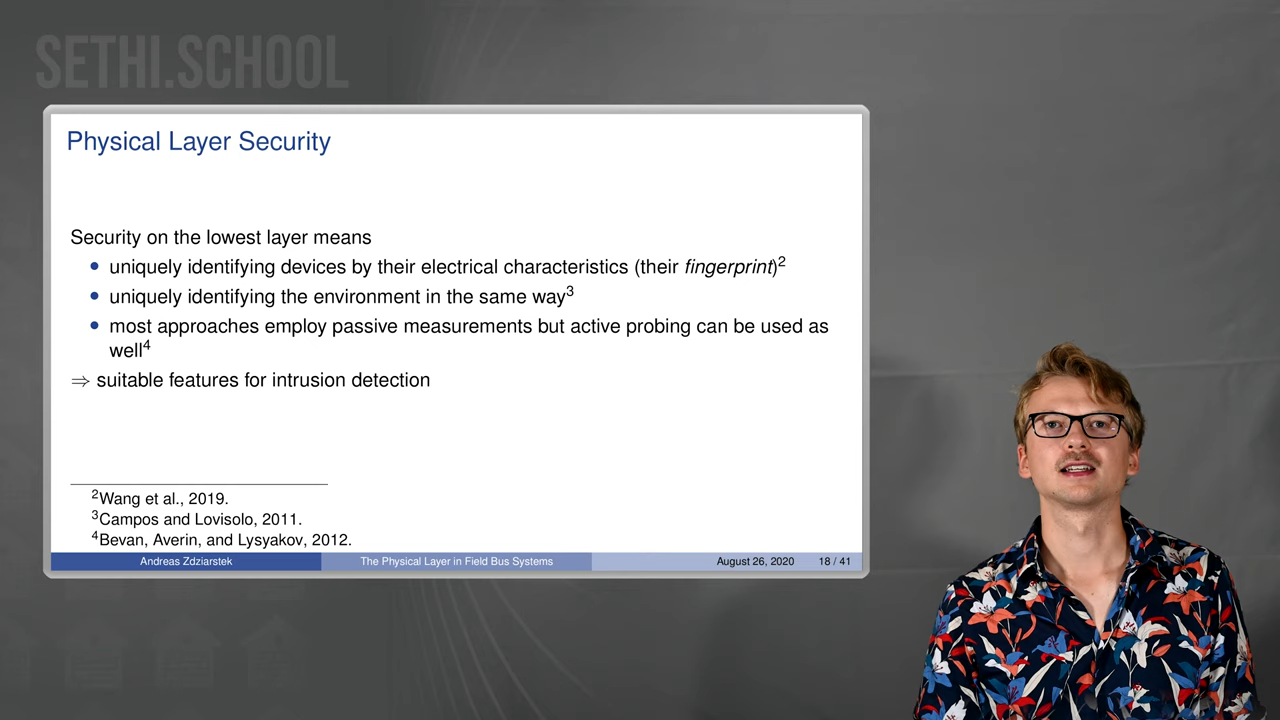 SETHI.SCHOOL
Physical Layer Security
Security on the lowest layer means
• uniquely identifying devices by their electrical characteristics (their fingerprint)2
• uniquely identifying the environment in the same way3
• most approaches employ passive measurements but active probing can be used as
well4
⇒ suitable features for intrusion detection
2Wang et al., 2019.
3Campos and Lovisolo, 2011.
4Bevan, Averin, and Lysyakov, 2012.
Andreas Zdziarstek The Physical Layer in Field Bus Systems August 26, 2020 18 / 41